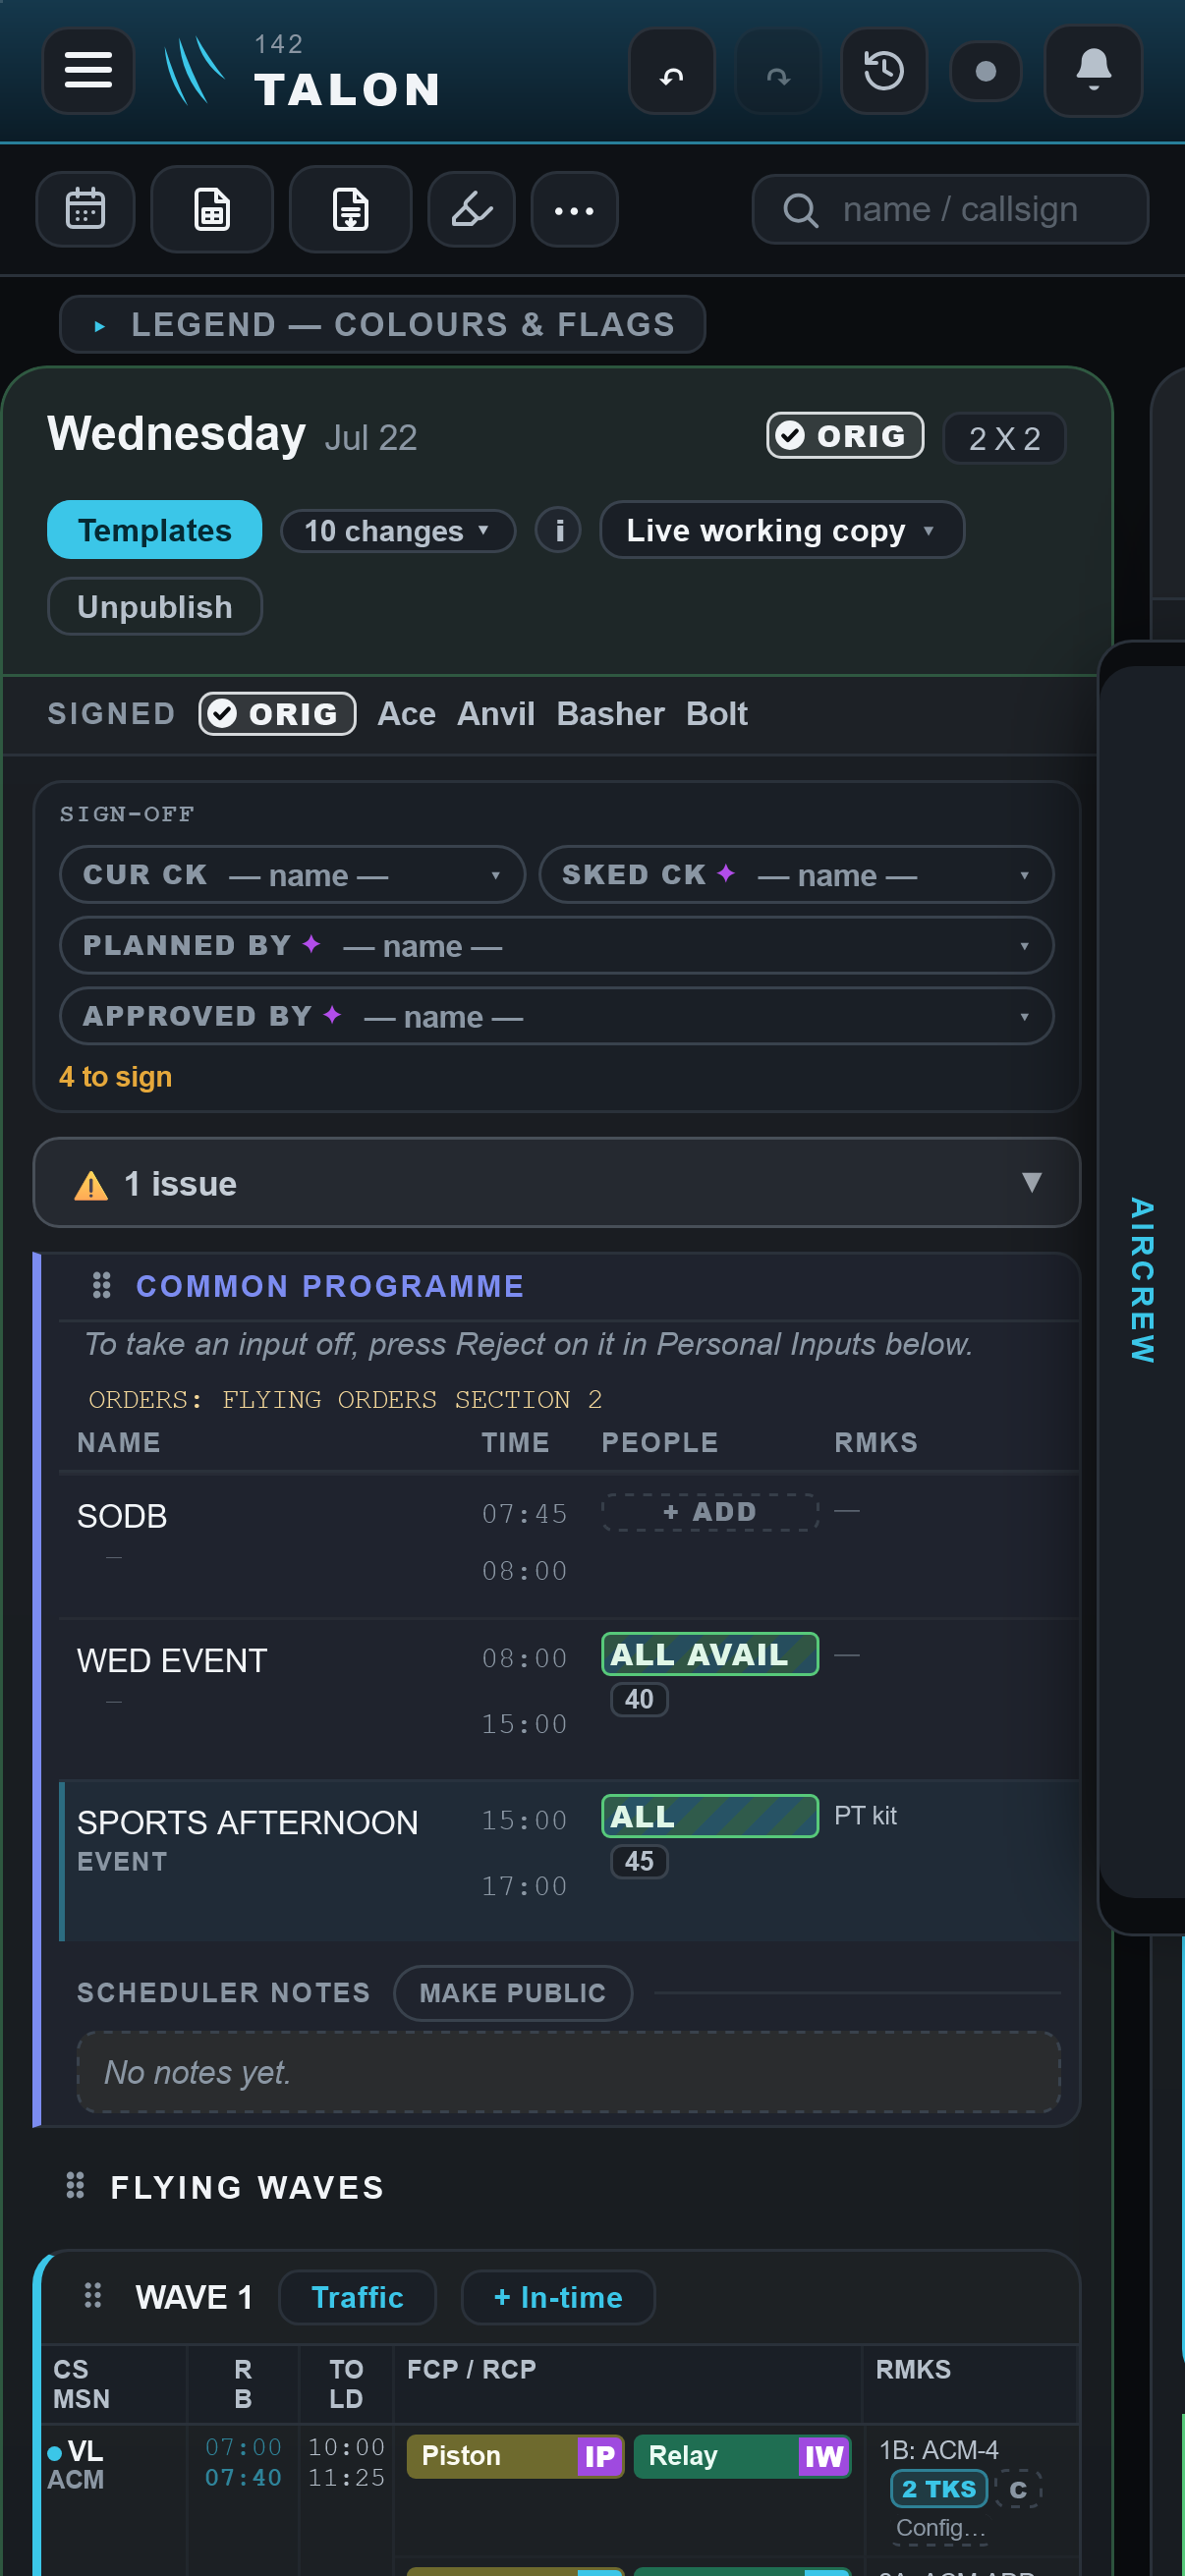 142
TALON
name / callsign
▸ LEGEND — COLOURS & FLAGS
Wednesday Jul 22 ORIG 2 X 2
Templates 10 changes ▾ i Live working copy ▾
Unpublish
SIGNED ORIG Ace Anvil Basher Bolt
SIGN-OFF
CUR CK — name — ▾ SKED CK ✦ — name — ▾
PLANNED BY ✦ — name — ▾
APPROVED BY ✦ — name — ▾
4 to sign
1 issue ▼
AIRCREW
COMMON PROGRAMME
To take an input off, press Reject on it in Personal Inputs below.
ORDERS: FLYING ORDERS SECTION 2
NAME TIME PEOPLE RMKS
SODB 07:45 + ADD —
— 08:00
WED EVENT 08:00 ALL AVAIL —
— 40
15:00
SPORTS AFTERNOON 15:00 ALL PT kit
EVENT 45
17:00
SCHEDULER NOTES MAKE PUBLIC
No notes yet.
FLYING WAVES
WAVE 1 Traffic + In-time
CS R TO FCP / RCP RMKS
MSN B LD
VL 07:00 10:00 Piston IP Relay IW 1B: ACM-4
ACM 07:40 11:25 2 TKS C
Config...